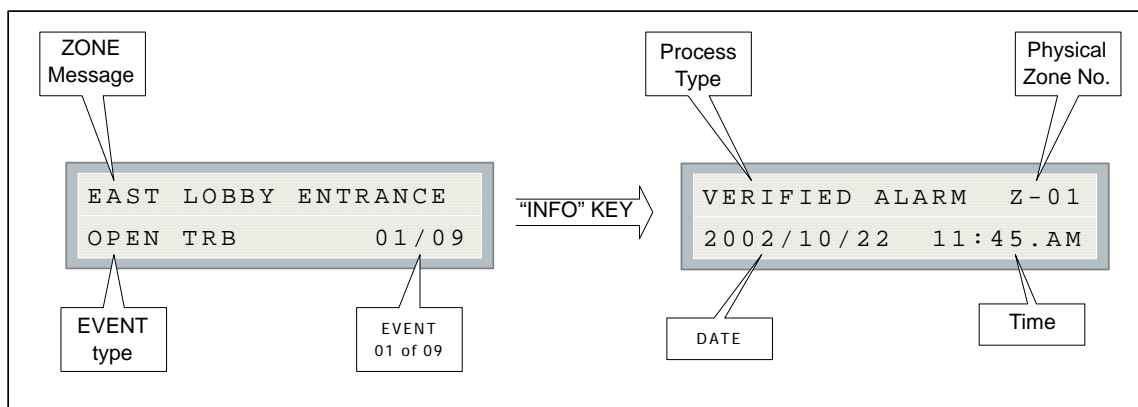 ZONE
Message
EAST LOBBY ENTRANCE
OPEN TRB 01/09
EVENT
type
EVENT
01 of 09
“INFO” KEY
Process
Type
Physical
Zone No.
VERIFIED ALARM Z-01
2002/10/22 11:45.AM
DATE
Time